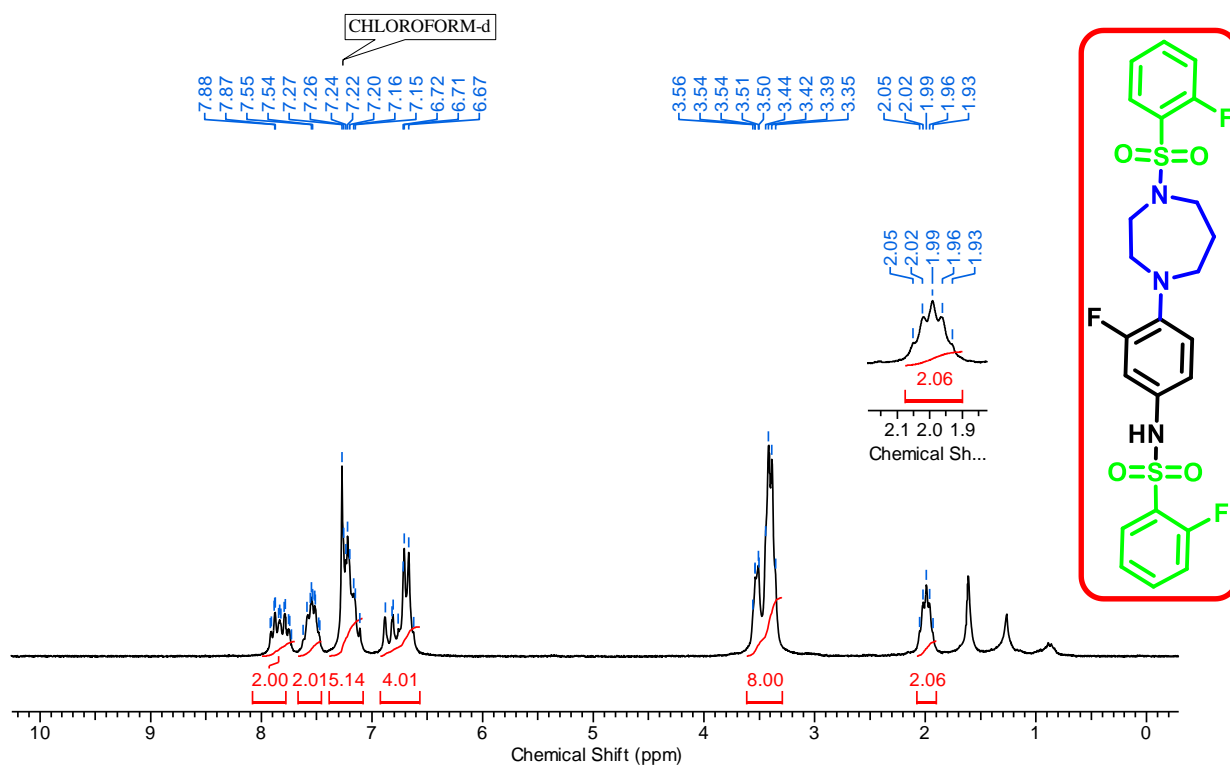 CHLOROFORM-d
7.88 7.87 7.55 7.54 7.27 7.26 7.24 7.22 7.20 7.16 7.15 6.72 6.71 6.67 3.56 3.54 3.54 3.51 3.50 3.44 3.42 3.39 3.35 2.05 2.02 1.99 1.96 1.93
2.05 2.02 1.99 1.96 1.93
2.06
2.1 2.0 1.9
Chemical Sh...
2.00 2.01 5.14 4.01 8.00 2.06
10 9 8 7 6 5 4 3 2 1 0
Chemical Shift (ppm)
F
O S O
N
N
F
HN
O S O
F